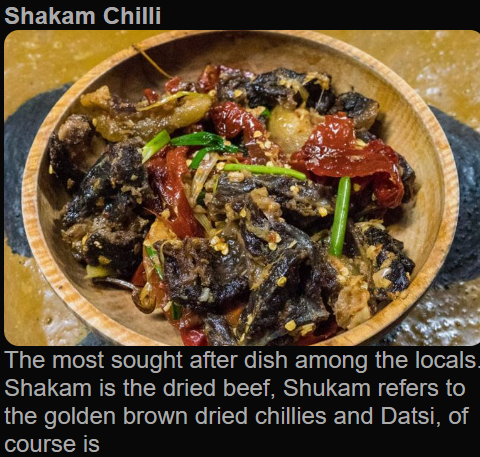 Shakam Chilli
The most sought after dish among the locals.
Shakam is the dried beef, Shukam refers to
the golden brown dried chillies and Datsi, of
course is